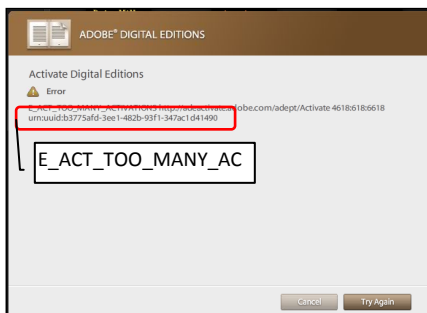 ADOBE® DIGITAL EDITIONS
Activate Digital Editions
Error
E_ACT_TOO_MANY_ACTIVATIONS http://adeactivate.adobe.com/adept/Activate 4618:618:6618
urn:uuid:b3775afd-3ee1-482b-93f1-347ac1d41490
E_ACT_TOO_MANY_AC
Cancel
Try Again